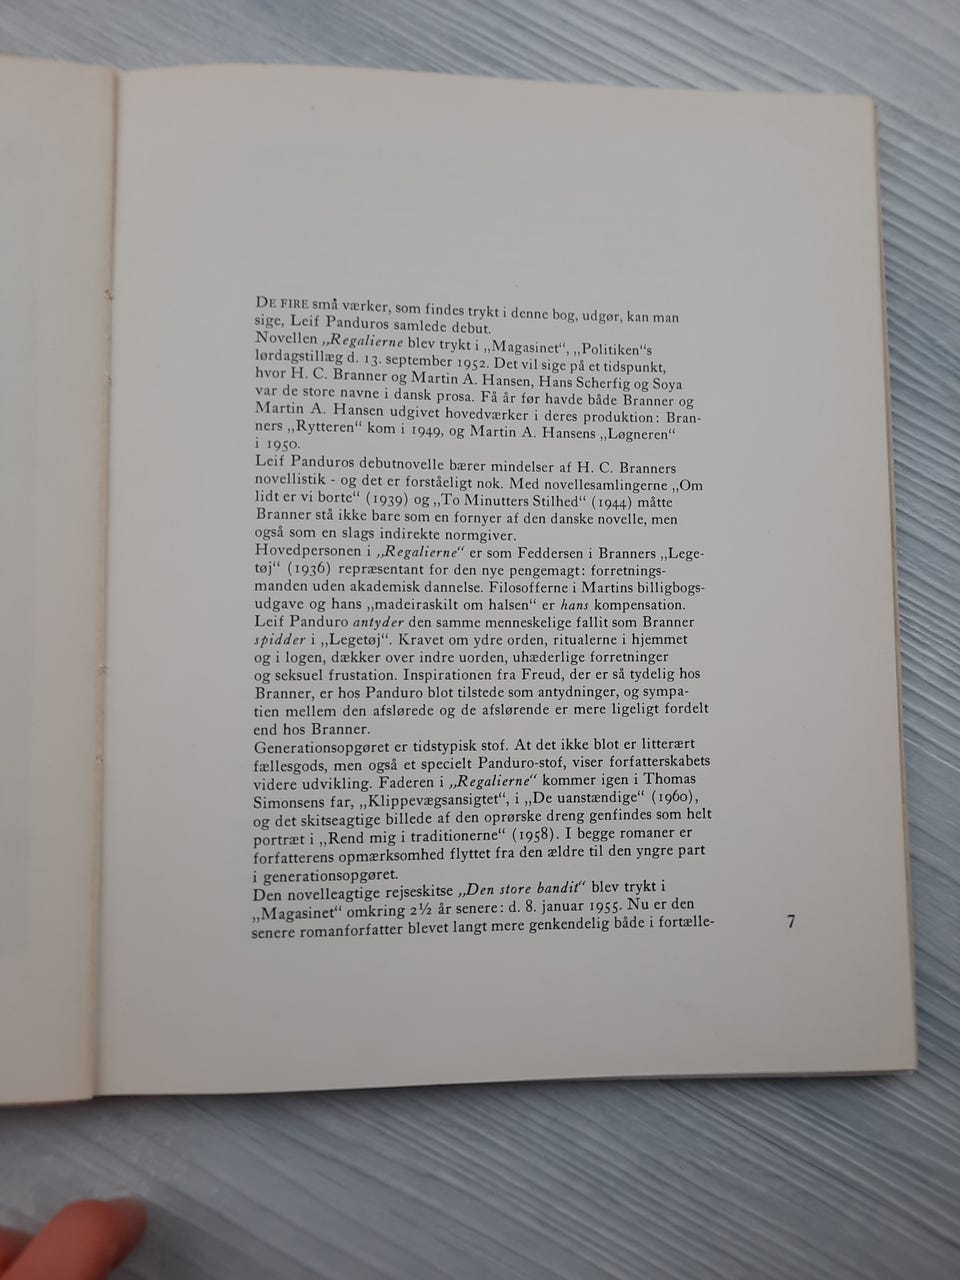 DE FIRE små værker, som findes trykt i denne bog, udgør, kan man
sige, Leif Panduros samlede debut.
Novellen „Regalierne blev trykt i „Magasinet“, „Politiken“s
lørdagstillæg d. 13. september 1952. Det vil sige på et tidspunkt,
hvor H. C. Branner og Martin A. Hansen, Hans Scherfig og Soya
var de store navne i dansk prosa. Få år før havde både Branner og
Martin A. Hansen udgivet hovedværker i deres produktion: Bran-
ners „Rytteren“ kom i 1949, og Martin A. Hansens „Løgneren“
i 1950.
Leif Panduros debutnovelle bærer mindelser af H. C. Branners
novellistik - og det er forståeligt nok. Med novellesamlingerne „Om
lidt er vi borte“ (1939) og „To Minutters Stilhed“ (1944) måtte
Branner stå ikke bare som en fornyer af den danske novelle, men
også som en slags indirekte normgiver.
Hovedpersonen i „Regalierne“ er som Feddersen i Branners „Lege-
tøj“ (1936) repræsentant for den nye pengemagt: forretnings-
manden uden akademisk dannelse. Filosofferne i Martins billigbogs-
udgave og hans „madeiraskilt om halsen“ er hans kompensation.
Leif Panduro antyder den samme menneskelige fallit som Branner
spidder i „Legetøj“. Kravet om ydre orden, ritualerne i hjemmet
og i logen, dækker over indre uorden, uhæderlige forretninger
og seksuel frustation. Inspirationen fra Freud, der er så tydelig hos
Branner, er hos Panduro blot tilstede som antydninger, og sympa-
tien mellem den afslørede og de afslørende er mere ligeligt fordelt
end hos Branner.
Generationsopgøret er tidstypisk stof. At det ikke blot er litterært
fællesgods, men også et specielt Panduro-stof, viser forfatterskabets
videre udvikling. Faderen i „Regalierne“ kommer igen i Thomas
Simonsens far, „Klippevægsansigtet“, i „De uanstændige“ (1960),
og det skitseagtige billede af den oprørske dreng genfindes som helt
portræt i „Rend mig i traditionerne“ (1958). I begge romaner er
forfatterens opmærksomhed flyttet fra den ældre til den yngre part
i generationsopgøret.
Den novelleagtige rejseskitse „Den store bandit“ blev trykt i
„Magasinet“ omkring 2½ år senere: d. 8. januar 1955. Nu er den
senere romanforfatter blevet langt mere genkendelig både i fortælle-
7